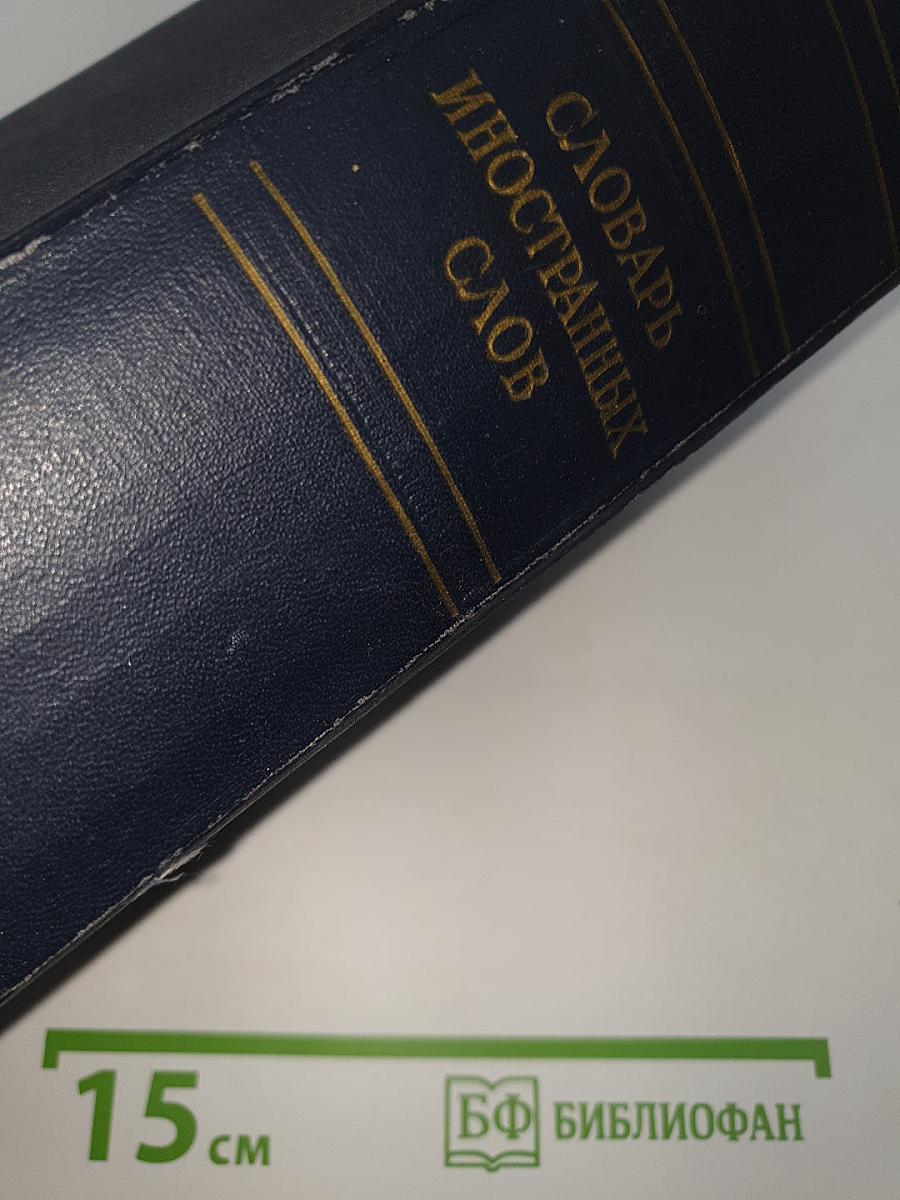 СЛОВАРЬ
ИНОСТРАННЫХ
СЛОВ
15 см
БФ БИБЛИОФАН